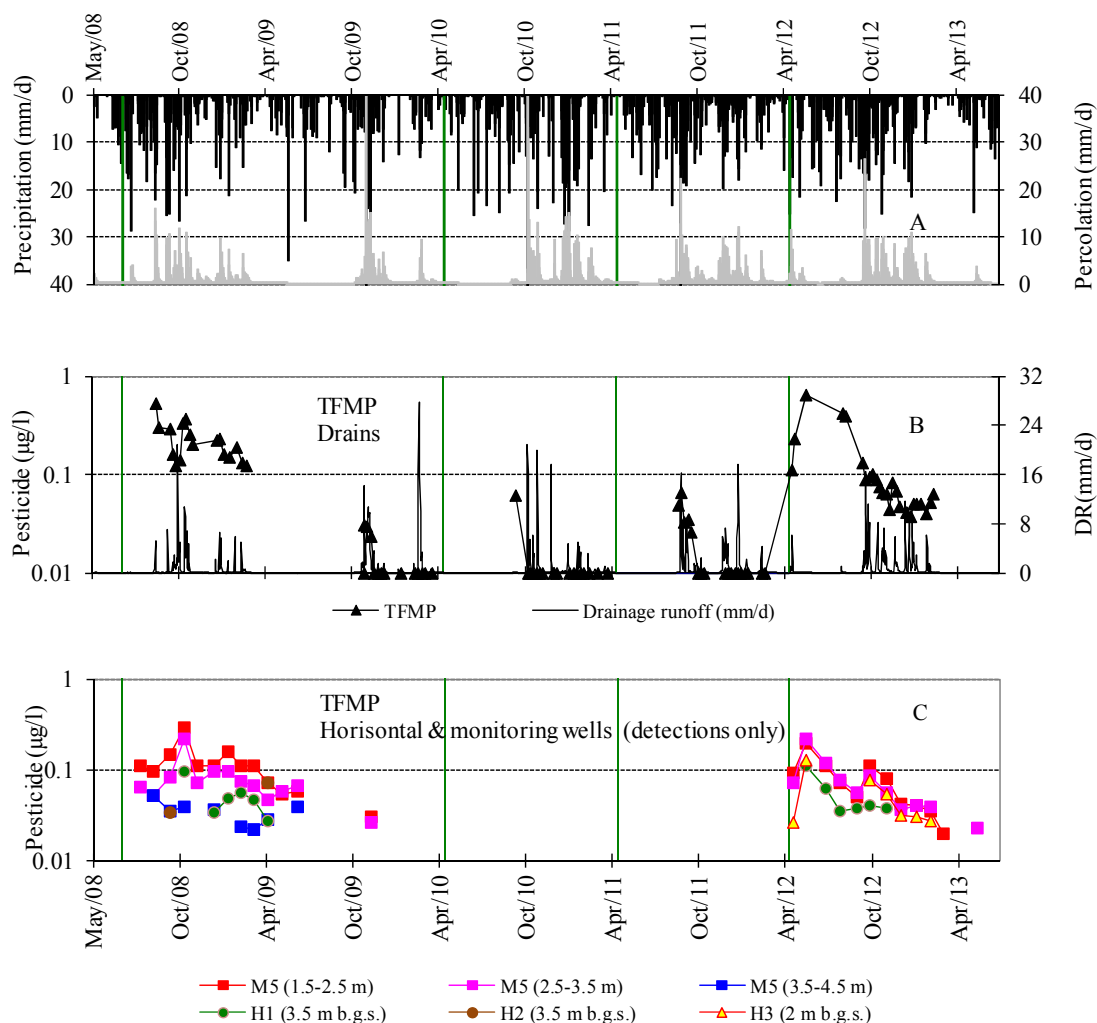 May/08 Oct/08 Apr/09 Oct/09 Apr/10 Oct/10 Apr/11 Oct/11 Apr/12 Oct/12 Apr/13
Precipitation (mm/d)
0
10
20
30
40
A
40
30
20
10
0
Percolation (mm/d)
Pesticide (µg/l)
1
0.1
0.01
TFMP
Drains
B
32
24
16
8
0
DR(mm/d)
TFMP
Drainage runoff (mm/d)
Pesticide (µg/l)
1
0.1
0.01
TFMP
Horisontal & monitoring wells (detections only)
C
May/08 Oct/08 Apr/09 Oct/09 Apr/10 Oct/10 Apr/11 Oct/11 Apr/12 Oct/12 Apr/13
M5 (1.5-2.5 m) M5 (2.5-3.5 m) M5 (3.5-4.5 m)
H1 (3.5 m b.g.s.) H2 (3.5 m b.g.s.) H3 (2 m b.g.s.)